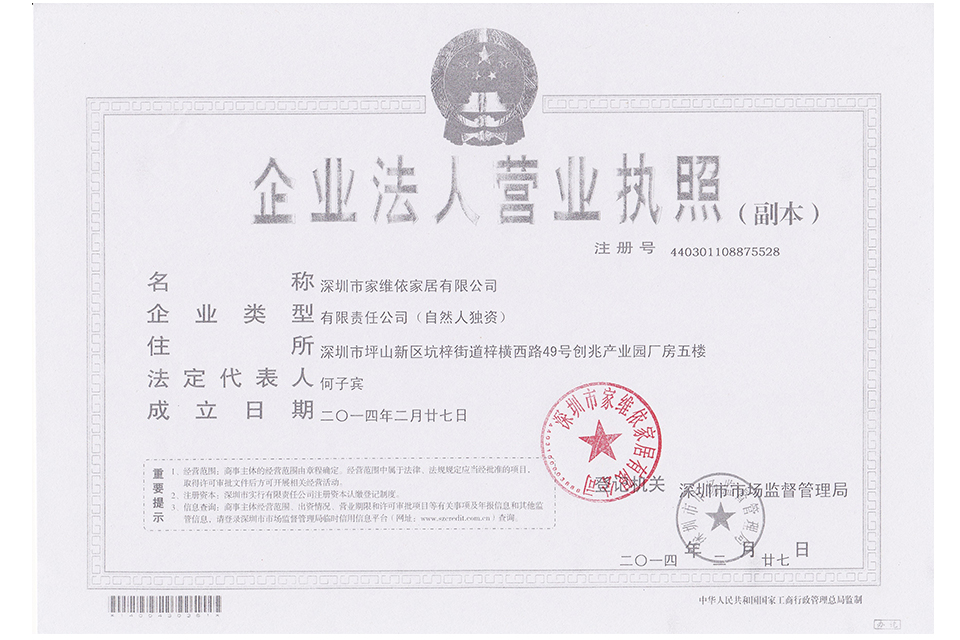 企业法人营业执照（副本）
注册号 440301108875528
名称 深圳市家维依家居有限公司
企业类型 有限责任公司（自然人独资）
住所 深圳市坪山新区坑梓街道梓横西路49号创兆产业园厂房五楼
法定代表人 何子宾
成立日期 二〇一四年二月廿七日
重要提示
1．经营范围：商事主体的经营范围由章程确定。经营范围中属于法律、法规规定应当经批准的项目，
取得许可审批文件后方可开展相关经营活动。
2．注册资本：深圳市实行有限责任公司注册资本认缴登记制度。
3．信息查询：商事主体经营范围、出资情况、营业期限和许可审批项目等有关事项及年报信息和其他监
管信息，请登录深圳市市场监督管理局临时信用信息平台（网址：www.szcredit.com.cn）查询。
深圳市家维依家居有限公司
登记机关 深圳市市场监督管理局
二〇一四年二月廿七日
中华人民共和国国家工商行政管理总局监制